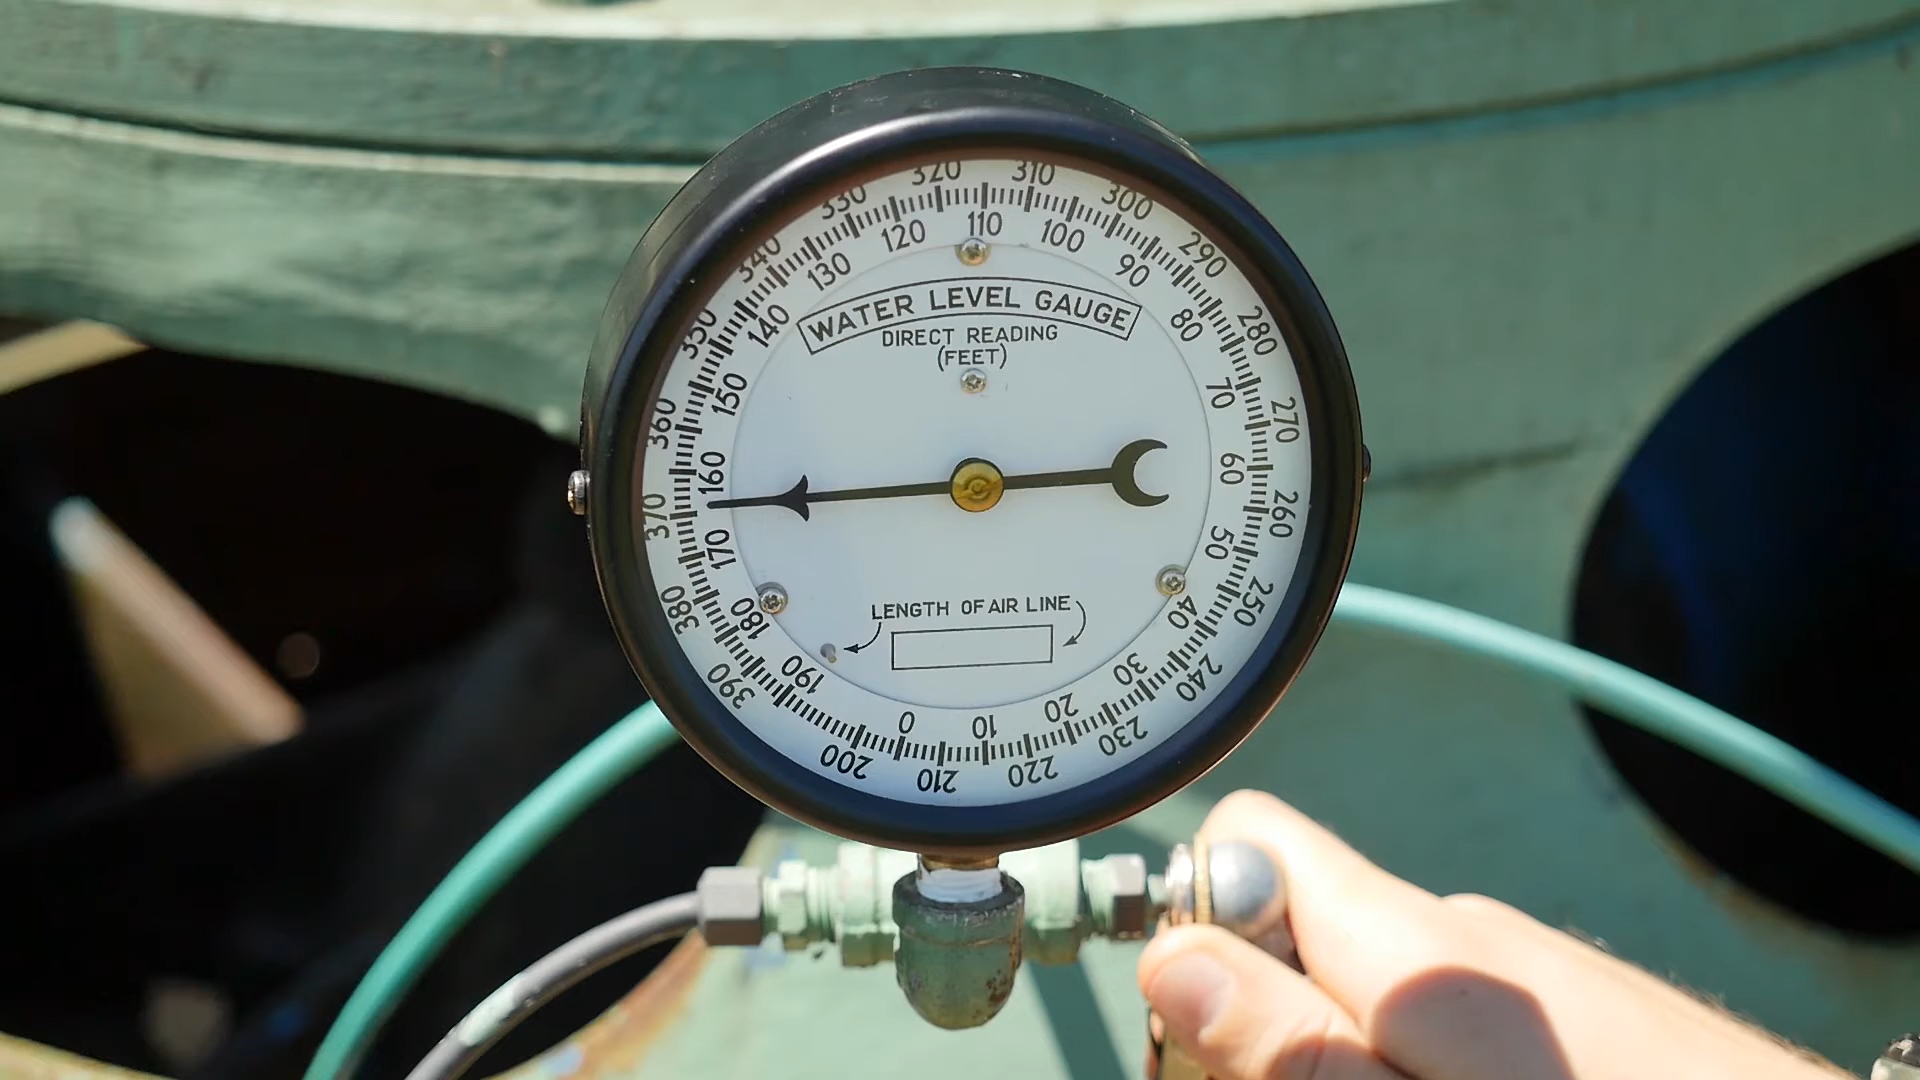 320 310
330 300
340 290
350 280
360 270
370 260
380 250
390 240
200 210 220 230
120 110 100
130 90
140 80
150 70
160 60
170 50
180 40
190 30
0 10 20
WATER LEVEL GAUGE
DIRECT READING
(FEET)
LENGTH OF AIR LINE